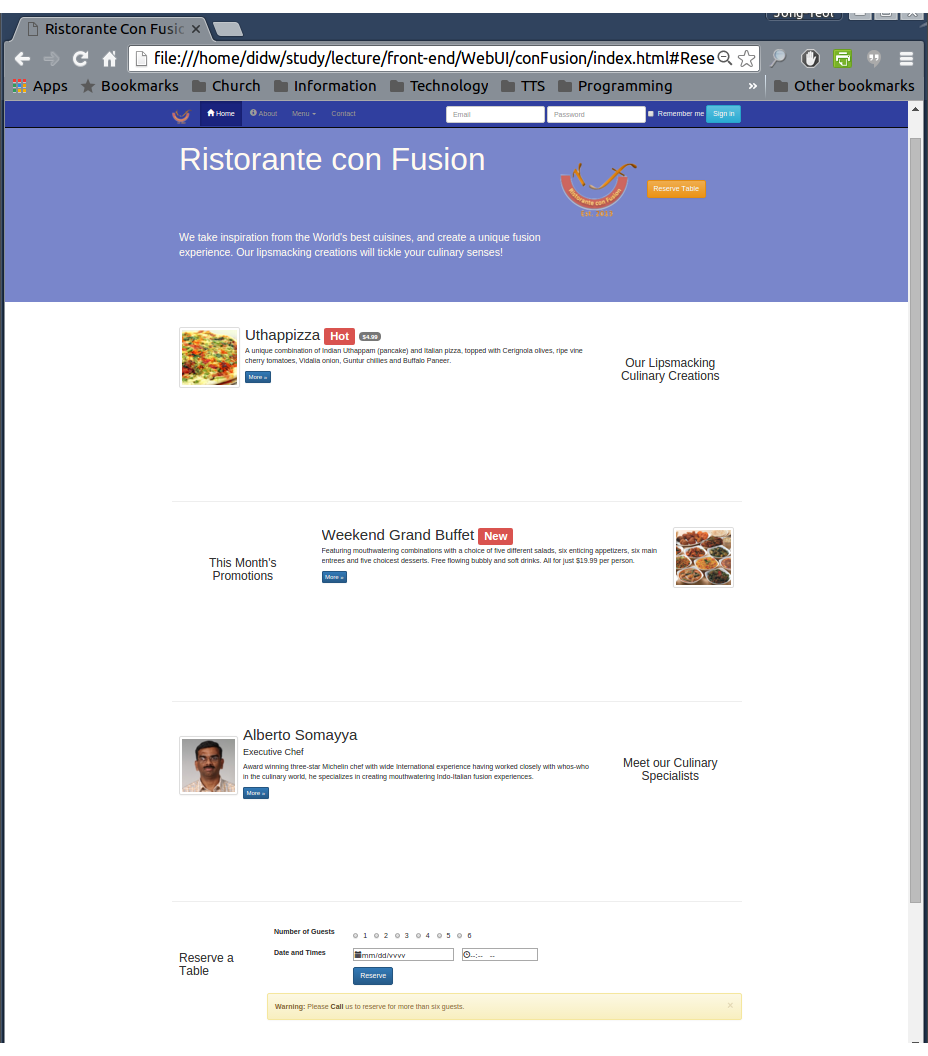 Jong Yeol
Ristorante Con Fusic ×
file:///home/didw/study/lecture/front-end/WebUI/conFusion/index.html#Rese
Apps Bookmarks Church Information Technology TTS Programming » Other bookmarks
Home About Menu Contact Email Password Remember me Sign in
Ristorante con Fusion
Ristorante con Fusion
Reserve Table
We take inspiration from the World's best cuisines, and create a unique fusion
experience. Our lipsmacking creations will tickle your culinary senses!
Uthappizza Hot $4.99
A unique combination of Indian Uthappam (pancake) and Italian pizza, topped with Cerignola olives, ripe vine
cherry tomatoes, Vidalia onion, Guntur chillies and Buffalo Paneer.
More »
Our Lipsmacking
Culinary Creations
This Month's
Promotions
Weekend Grand Buffet New
Featuring mouthwatering combinations with a choice of five different salads, six enticing appetizers, six main
entrees and five choicest desserts. Free flowing bubbly and soft drinks. All for just $19.99 per person.
More »
Alberto Somayya
Executive Chef
Award winning three-star Michelin chef with wide International experience having worked closely with whos-who
in the culinary world, he specializes in creating mouthwatering Indo-Italian fusion experiences.
More »
Meet our Culinary
Specialists
Reserve a
Table
Number of Guests 1 2 3 4 5 6
Date and Times mm/dd/yyyy --:-- --
Reserve
Warning: Please Call us to reserve for more than six guests. ×